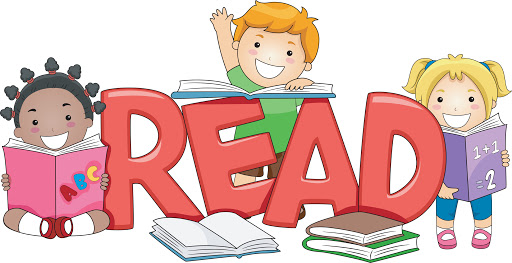 READ
ABC
1+1
=2